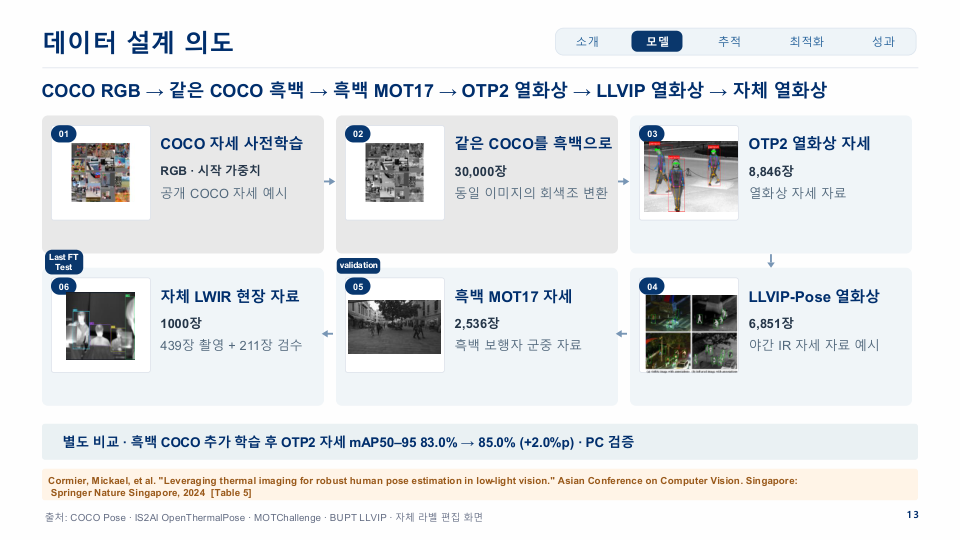 데이터 설계 의도
소개 모델 추적 최적화 성과
COCO RGB → 같은 COCO 흑백 → 흑백 MOT17 → OTP2 열화상 → LLVIP 열화상 → 자체 열화상
01
COCO 자세 사전학습
RGB · 시작 가중치
공개 COCO 자세 예시
02
같은 COCO를 흑백으로
30,000장
동일 이미지의 회색조 변환
03
OTP2 열화상 자세
8,846장
열화상 자세 자료
Last FT
Test
06
자체 LWIR 현장 자료
1000장
439장 촬영 + 211장 검수
validation
05
흑백 MOT17 자세
2,536장
흑백 보행자 군중 자료
04
LLVIP-Pose 열화상
6,851장
야간 IR 자세 자료 예시
별도 비교 · 흑백 COCO 추가 학습 후 OTP2 자세 mAP50–95 83.0% → 85.0% (+2.0%p) · PC 검증
Cormier, Mickael, et al. "Leveraging thermal imaging for robust human pose estimation in low-light vision." Asian Conference on Computer Vision. Singapore:
Springer Nature Singapore, 2024 [Table 5]
출처: COCO Pose · IS2AI OpenThermalPose · MOTChallenge · BUPT LLVIP · 자체 라벨 편집 화면
13